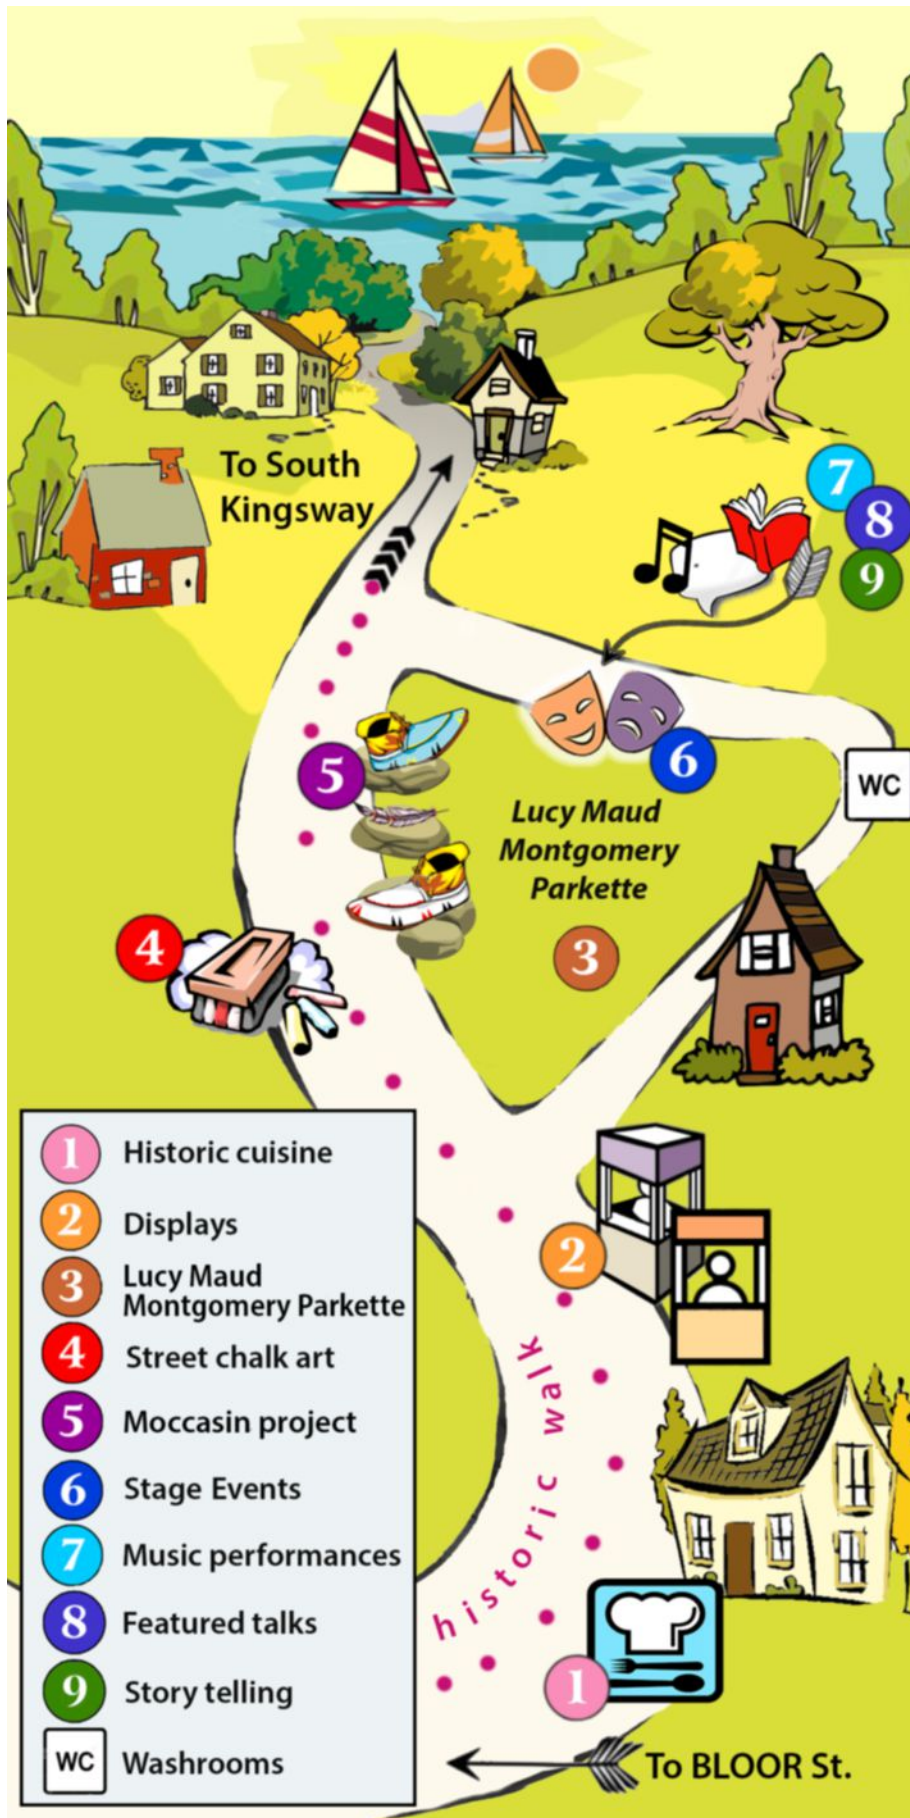 To South
Kingsway
7
8
9
5
6
WC
Lucy Maud
Montgomery
Parkette
4
3
1 Historic cuisine
2 Displays
3 Lucy Maud
Montgomery Parkette
4 Street chalk art
5 Moccasin project
6 Stage Events
7 Music performances
8 Featured talks
9 Story telling
WC Washrooms
2
historic walk
1
To BLOOR St.